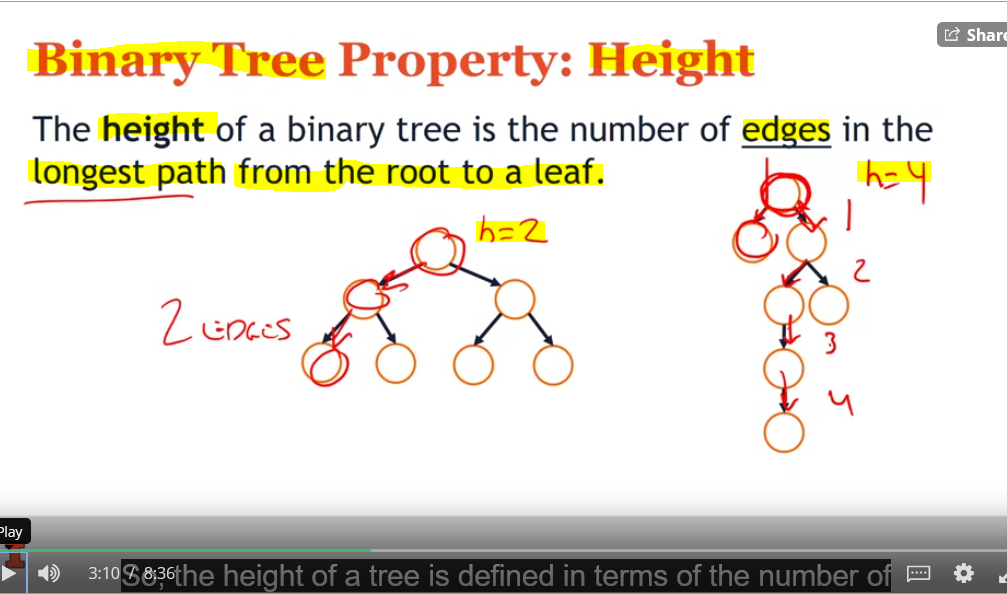 Share
Binary Tree Property: Height
The height of a binary tree is the number of edges in the
longest path from the root to a leaf.
h=4
1
h=2
2
2 EDGES
3
4
Play
3:10 / 8:36
So, the height of a tree is defined in terms of the number of